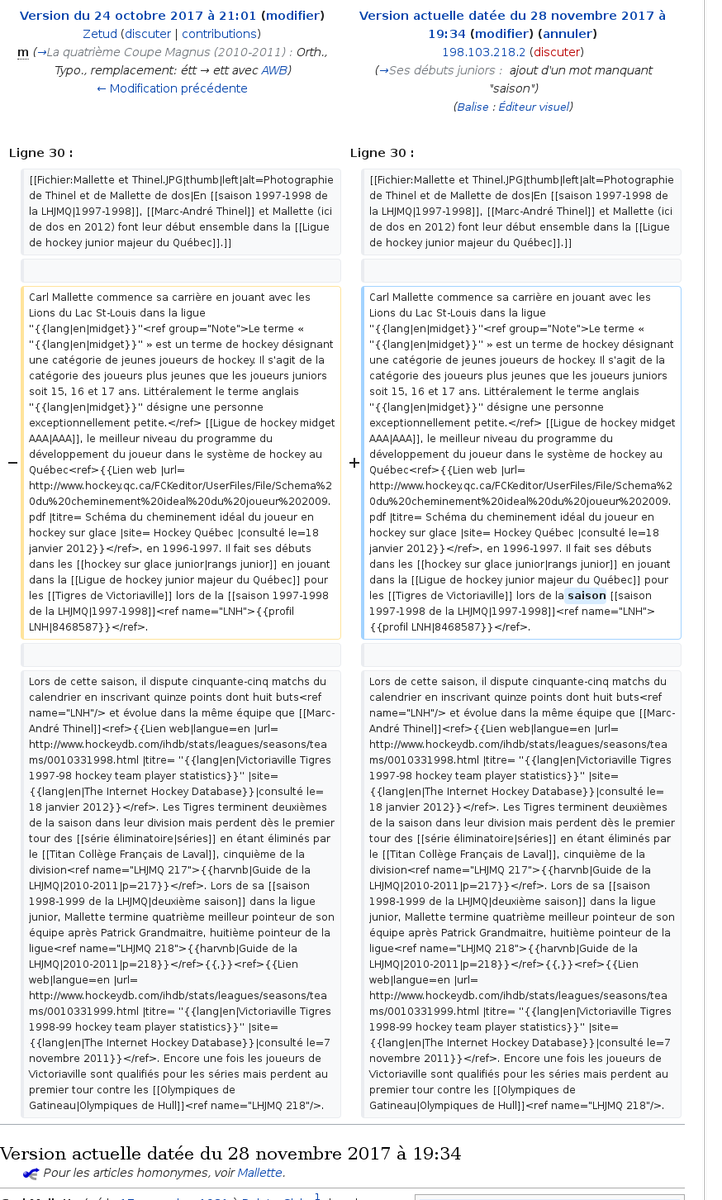 Version du 24 octobre 2017 à 21:01 (modifier)
Zetud (discuter | contributions)
m (→La quatrième Coupe Magnus (2010-2011) : Orth.,
Typo., remplacement: étt → ett avec AWB)
← Modification précédente
Version actuelle datée du 28 novembre 2017 à
19:34 (modifier) (annuler)
198.103.218.2 (discuter)
(→Ses débuts juniors : ajout d'un mot manquant
"saison")
(Balise : Éditeur visuel)
Ligne 30 :
[[Fichier:Mallette et Thinel.JPG|thumb|left|alt=Photographie
de Thinel et de Mallette de dos|En [[saison 1997-1998 de
la LHJMQ|1997-1998]], [[Marc-André Thinel]] et Mallette (ici
de dos en 2012) font leur début ensemble dans la [[Ligue
de hockey junior majeur du Québec]].]]
−
Carl Mallette commence sa carrière en jouant avec les
Lions du Lac St-Louis dans la ligue
''{{lang|en|midget}}''<ref group="Note">Le terme «
''{{lang|en|midget}}'' » est un terme de hockey désignant
une catégorie de jeunes joueurs de hockey. Il s'agit de la
catégorie des joueurs plus jeunes que les joueurs juniors
soit 15, 16 et 17 ans. Littéralement le terme anglais
''{{lang|en|midget}}'' désigne une personne
exceptionnellement petite.</ref> [[Ligue de hockey midget
AAA|AAA]], le meilleur niveau du programme du
développement du joueur dans le système de hockey au
Québec<ref>{{Lien web |url=
http://www.hockey.qc.ca/FCKeditor/UserFiles/File/Schema%2
0du%20cheminement%20ideal%20du%20joueur%202009.
pdf |titre= Schéma du cheminement idéal du joueur en
hockey sur glace |site= Hockey Québec |consulté le=18
janvier 2012}}</ref>, en 1996-1997. Il fait ses débuts
dans les [[hockey sur glace junior|rangs junior]] en jouant
dans la [[Ligue de hockey junior majeur du Québec]] pour
les [[Tigres de Victoriaville]] lors de la [[saison 1997-1998
de la LHJMQ|1997-1998]]<ref name="LNH">{{profil
LNH|8468587}}</ref>.
Lors de cette saison, il dispute cinquante-cinq matchs du
calendrier en inscrivant quinze points dont huit buts<ref
name="LNH"/> et évolue dans la même équipe que [[Marc-
André Thinel]]<ref>{{Lien web|langue=en |url=
http://www.hockeydb.com/ihdb/stats/leagues/seasons/tea
ms/0010331998.html |titre= ''{{lang|en|Victoriaville Tigres
1997-98 hockey team player statistics}}'' |site=
{{lang|en|The Internet Hockey Database}}|consulté le=
18 janvier 2012}}</ref>. Les Tigres terminent deuxièmes
de la saison dans leur division mais perdent dès le premier
tour des [[série éliminatoire|séries]] en étant éliminés par
le [[Titan Collège Français de Laval]], cinquième de la
division<ref name="LHJMQ 217">{{harvnb|Guide de la
LHJMQ|2010-2011|p=217}}</ref>. Lors de sa [[saison
1998-1999 de la LHJMQ|deuxième saison]] dans la ligue
junior, Mallette termine quatrième meilleur pointeur de son
équipe après Patrick Grandmaitre, huitième pointeur de la
ligue<ref name="LHJMQ 218">{{harvnb|Guide de la
LHJMQ|2010-2011|p=218}}</ref>{{,}}<ref>{{Lien
web|langue=en |url=
http://www.hockeydb.com/ihdb/stats/leagues/seasons/tea
ms/0010331999.html |titre= ''{{lang|en|Victoriaville Tigres
1998-99 hockey team player statistics}}'' |site=
{{lang|en|The Internet Hockey Database}}|consulté le=7
novembre 2011}}</ref>. Encore une fois les joueurs de
Victoriaville sont qualifiés pour les séries mais perdent au
premier tour contre les [[Olympiques de
Gatineau|Olympiques de Hull]]<ref name="LHJMQ 218"/>.
Ligne 30 :
[[Fichier:Mallette et Thinel.JPG|thumb|left|alt=Photographie
de Thinel et de Mallette de dos|En [[saison 1997-1998 de
la LHJMQ|1997-1998]], [[Marc-André Thinel]] et Mallette (ici
de dos en 2012) font leur début ensemble dans la [[Ligue
de hockey junior majeur du Québec]].]]
+
Carl Mallette commence sa carrière en jouant avec les
Lions du Lac St-Louis dans la ligue
''{{lang|en|midget}}''<ref group="Note">Le terme «
''{{lang|en|midget}}'' » est un terme de hockey désignant
une catégorie de jeunes joueurs de hockey. Il s'agit de la
catégorie des joueurs plus jeunes que les joueurs juniors
soit 15, 16 et 17 ans. Littéralement le terme anglais
''{{lang|en|midget}}'' désigne une personne
exceptionnellement petite.</ref> [[Ligue de hockey midget
AAA|AAA]], le meilleur niveau du programme du
développement du joueur dans le système de hockey au
Québec<ref>{{Lien web |url=
http://www.hockey.qc.ca/FCKeditor/UserFiles/File/Schema%2
0du%20cheminement%20ideal%20du%20joueur%202009.
pdf |titre= Schéma du cheminement idéal du joueur en
hockey sur glace |site= Hockey Québec |consulté le=18
janvier 2012}}</ref>, en 1996-1997. Il fait ses débuts
dans les [[hockey sur glace junior|rangs junior]] en jouant
dans la [[Ligue de hockey junior majeur du Québec]] pour
les [[Tigres de Victoriaville]] lors de la saison [[saison
1997-1998 de la LHJMQ|1997-1998]]<ref name="LNH">
{{profil LNH|8468587}}</ref>.
Lors de cette saison, il dispute cinquante-cinq matchs du
calendrier en inscrivant quinze points dont huit buts<ref
name="LNH"/> et évolue dans la même équipe que [[Marc-
André Thinel]]<ref>{{Lien web|langue=en |url=
http://www.hockeydb.com/ihdb/stats/leagues/seasons/tea
ms/0010331998.html |titre= ''{{lang|en|Victoriaville Tigres
1997-98 hockey team player statistics}}'' |site=
{{lang|en|The Internet Hockey Database}}|consulté le=
18 janvier 2012}}</ref>. Les Tigres terminent deuxièmes
de la saison dans leur division mais perdent dès le premier
tour des [[série éliminatoire|séries]] en étant éliminés par
le [[Titan Collège Français de Laval]], cinquième de la
division<ref name="LHJMQ 217">{{harvnb|Guide de la
LHJMQ|2010-2011|p=217}}</ref>. Lors de sa [[saison
1998-1999 de la LHJMQ|deuxième saison]] dans la ligue
junior, Mallette termine quatrième meilleur pointeur de son
équipe après Patrick Grandmaitre, huitième pointeur de la
ligue<ref name="LHJMQ 218">{{harvnb|Guide de la
LHJMQ|2010-2011|p=218}}</ref>{{,}}<ref>{{Lien
web|langue=en |url=
http://www.hockeydb.com/ihdb/stats/leagues/seasons/tea
ms/0010331999.html |titre= ''{{lang|en|Victoriaville Tigres
1998-99 hockey team player statistics}}'' |site=
{{lang|en|The Internet Hockey Database}}|consulté le=7
novembre 2011}}</ref>. Encore une fois les joueurs de
Victoriaville sont qualifiés pour les séries mais perdent au
premier tour contre les [[Olympiques de
Gatineau|Olympiques de Hull]]<ref name="LHJMQ 218"/>.
Version actuelle datée du 28 novembre 2017 à 19:34
Pour les articles homonymes, voir Mallette.